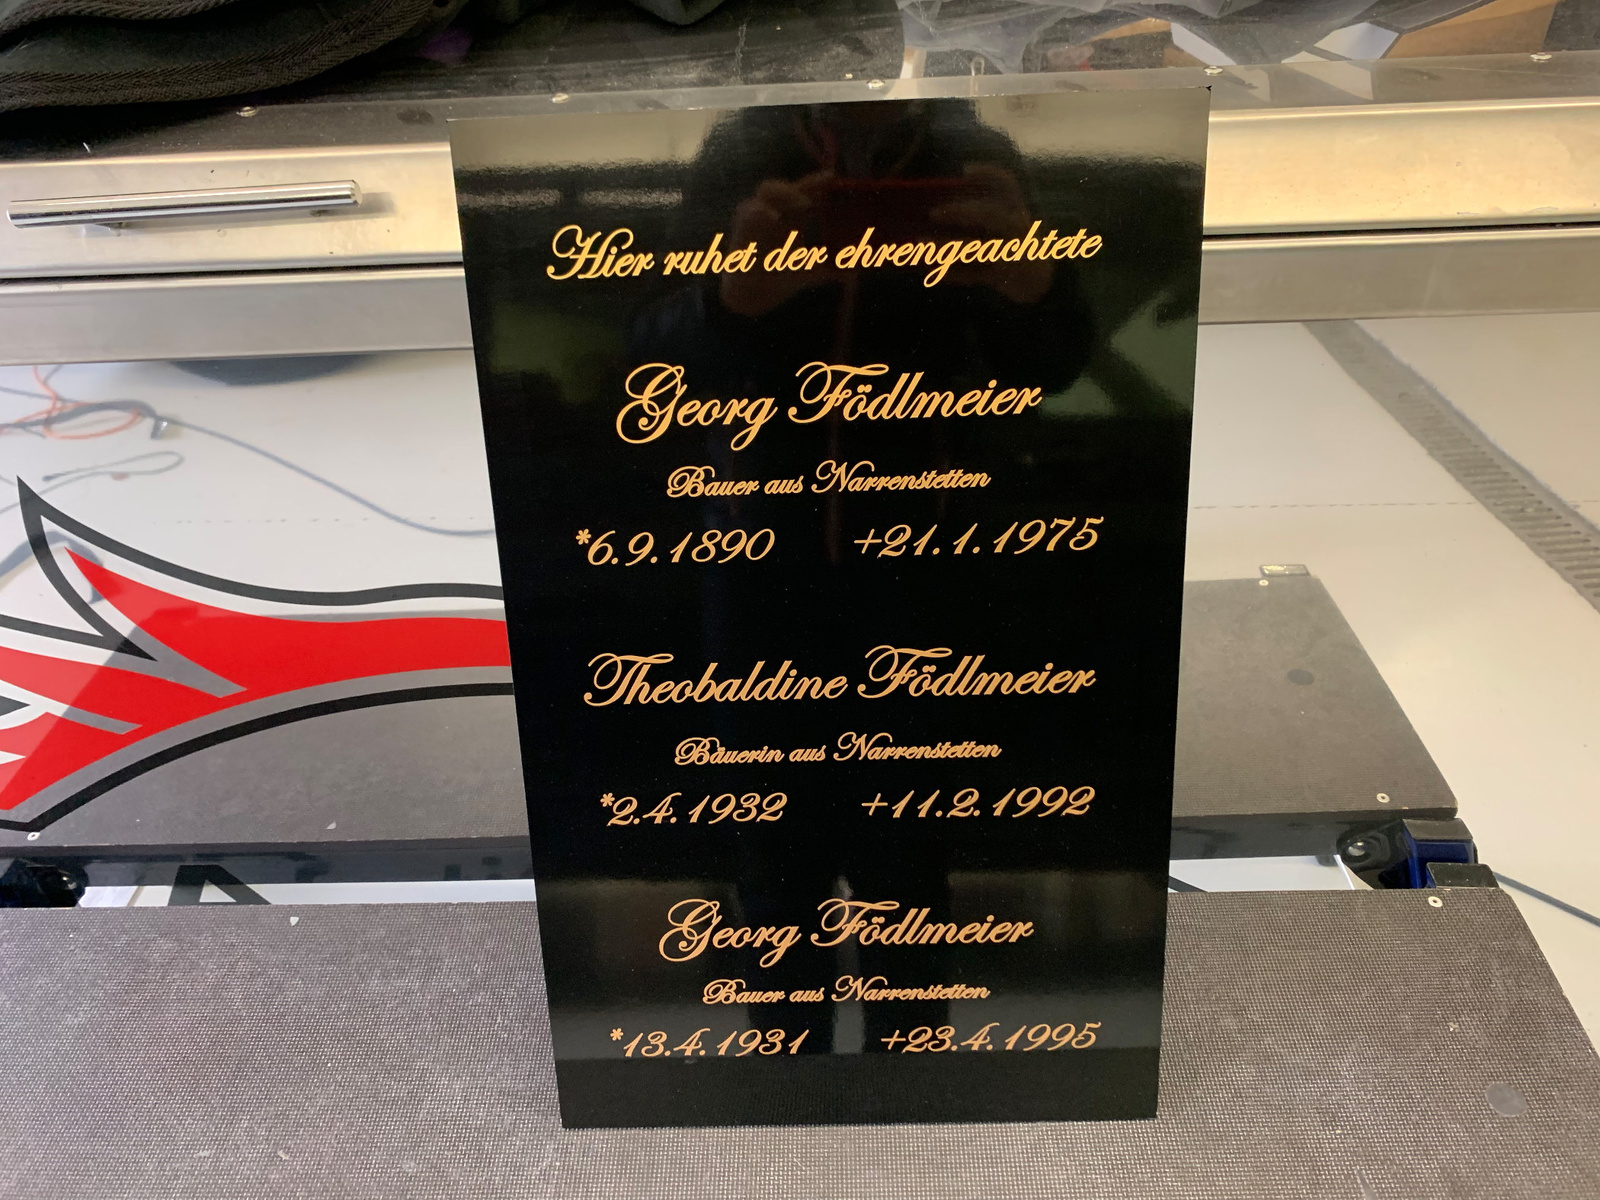 Hier ruhet der ehrengeachtete
Georg Födlmeier
Bauer aus Narrenstetten
*6.9.1890 +21.1.1975
Theobaldine Födlmeier
Bäuerin aus Narrenstetten
*2.4.1932 +11.2.1992
Georg Födlmeier
Bauer aus Narrenstetten
*13.4.1931 +23.4.1995